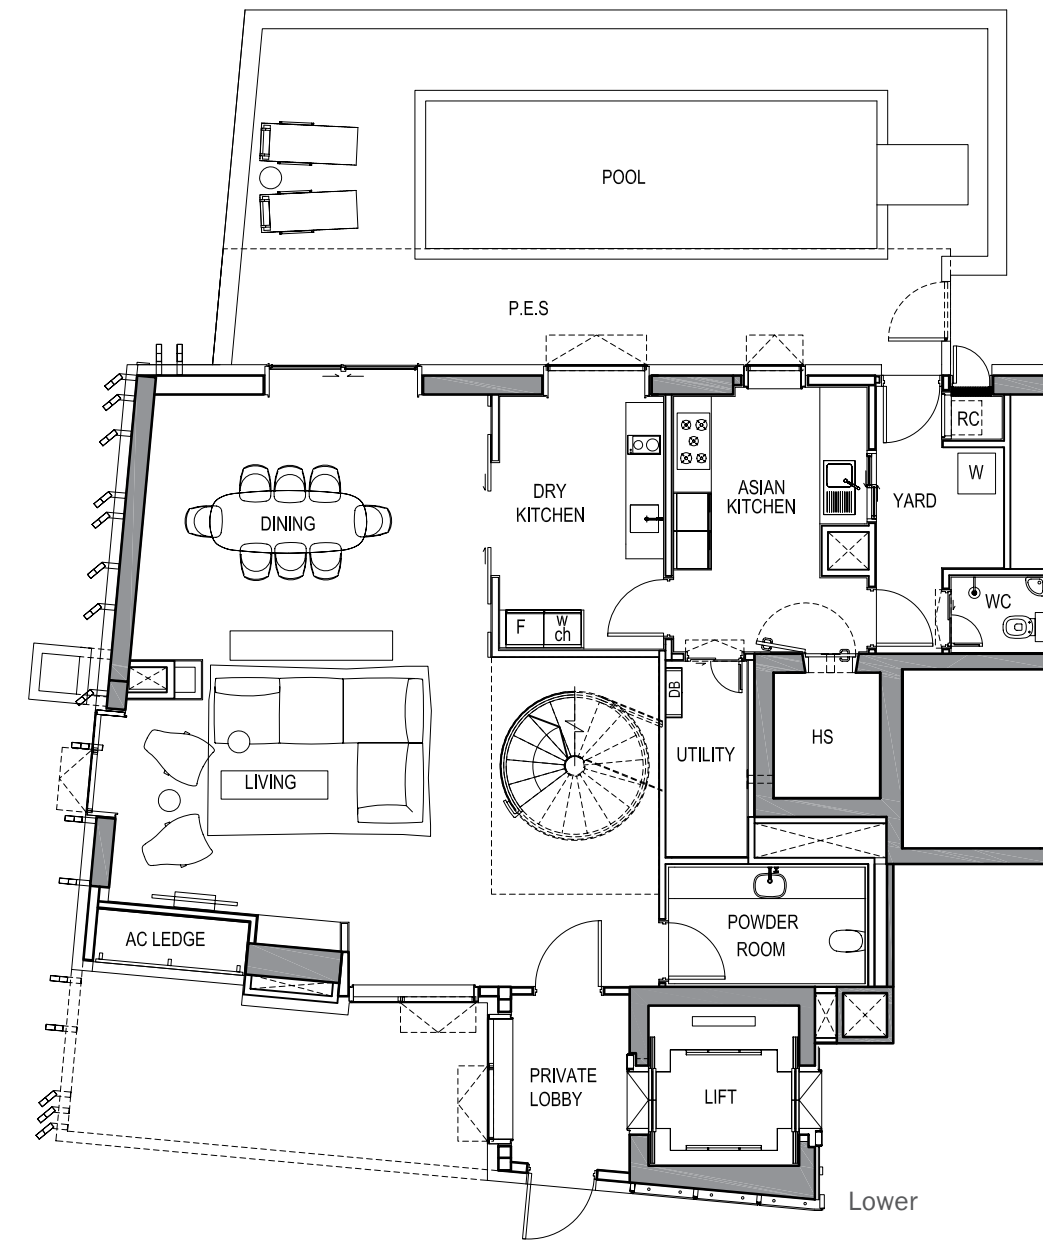 POOL
P.E.S
RC
DRY
KITCHEN
ASIAN
KITCHEN
W
YARD
DINING
WC
F
W
ch
DB
HS
UTILITY
LIVING
POWDER
ROOM
AC LEDGE
PRIVATE
LOBBY
LIFT
Lower